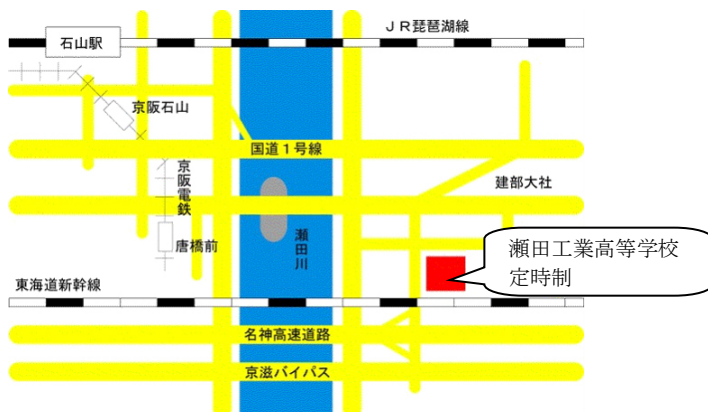 ＪＲ琵琶湖線
石山駅
京阪石山
国道１号線
京阪電鉄
建部大社
唐橋前
瀬田川
瀬田工業高等学校
定時制
東海道新幹線
名神高速道路
京滋バイパス